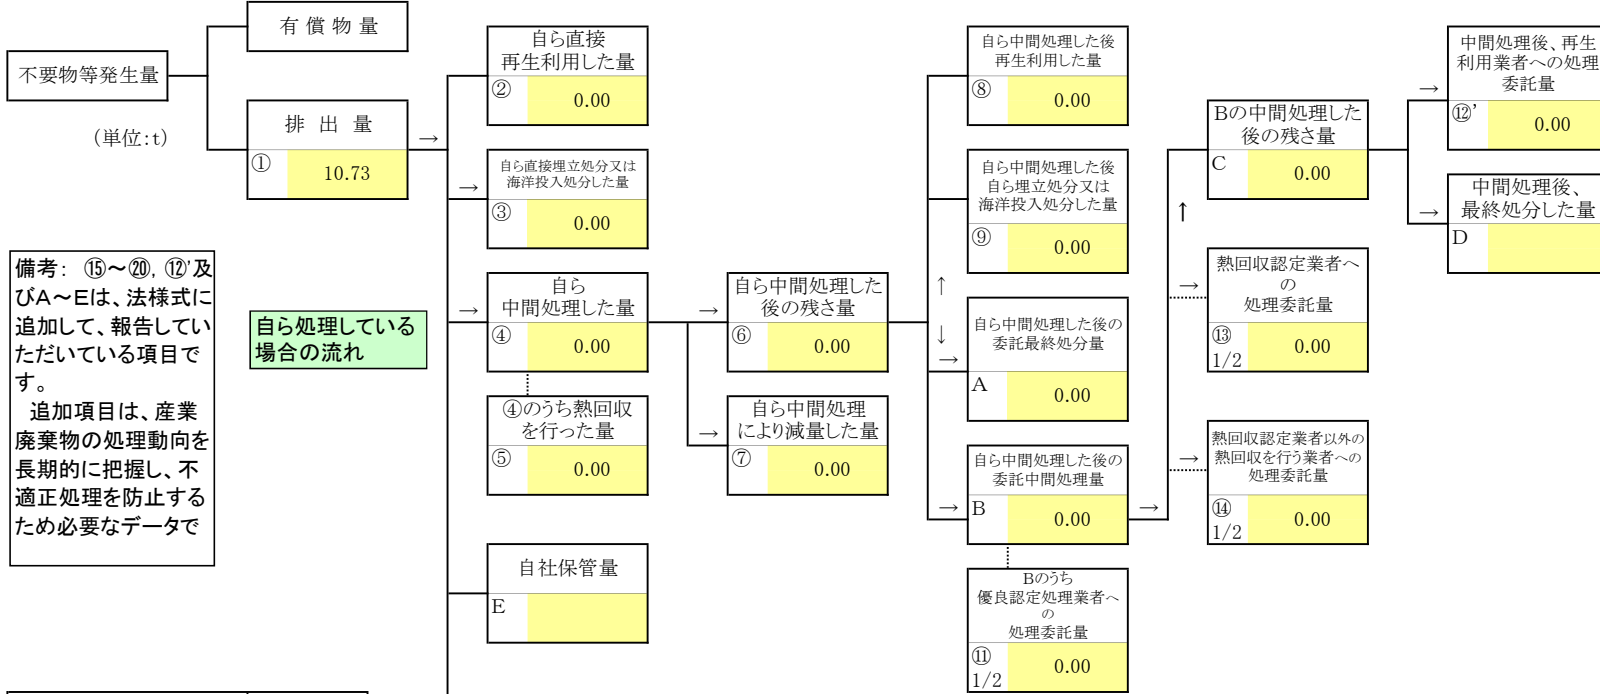 有 償 物 量
不要物等発生量
(単位:t)
排 出 量
①
10.73
自ら直接
再生利用した量
②
0.00
自ら直接埋立処分又は
海洋投入処分した量
③
0.00
自ら
中間処理した量
④
0.00
④のうち熱回収
を行った量
⑤
0.00
自社保管量
E
自ら中間処理した
後の残さ量
⑥
0.00
自ら中間処理
により減量した量
⑦
0.00
自ら中間処理した後
再生利用した量
⑧
0.00
自ら中間処理した後
自ら埋立処分又は
海洋投入処分した量
⑨
0.00
自ら中間処理した後の
委託最終処分量
A
0.00
自ら中間処理した後の
委託中間処理量
B
0.00
Bのうち
優良認定処理業者へ
の
処理委託量
⑪
1/2
0.00
Bの中間処理した
後の残さ量
C
0.00
熱回収認定業者へ
の
処理委託量
⑬
1/2
0.00
熱回収認定業者以外の
熱回収を行う業者への
処理委託量
⑭
1/2
0.00
中間処理後、再生
利用業者への処理
委託量
⑫'
0.00
中間処理後、
最終処分した量
D
備考: ⑮~⑳, ⑫'及
びA~Eは、法様式に
追加して、報告してい
ただいている項目で
す。
追加項目は、産業
廃棄物の処理動向を
長期的に把握し、不
適正処理を防止する
ため必要なデータで
自ら処理している
場合の流れ